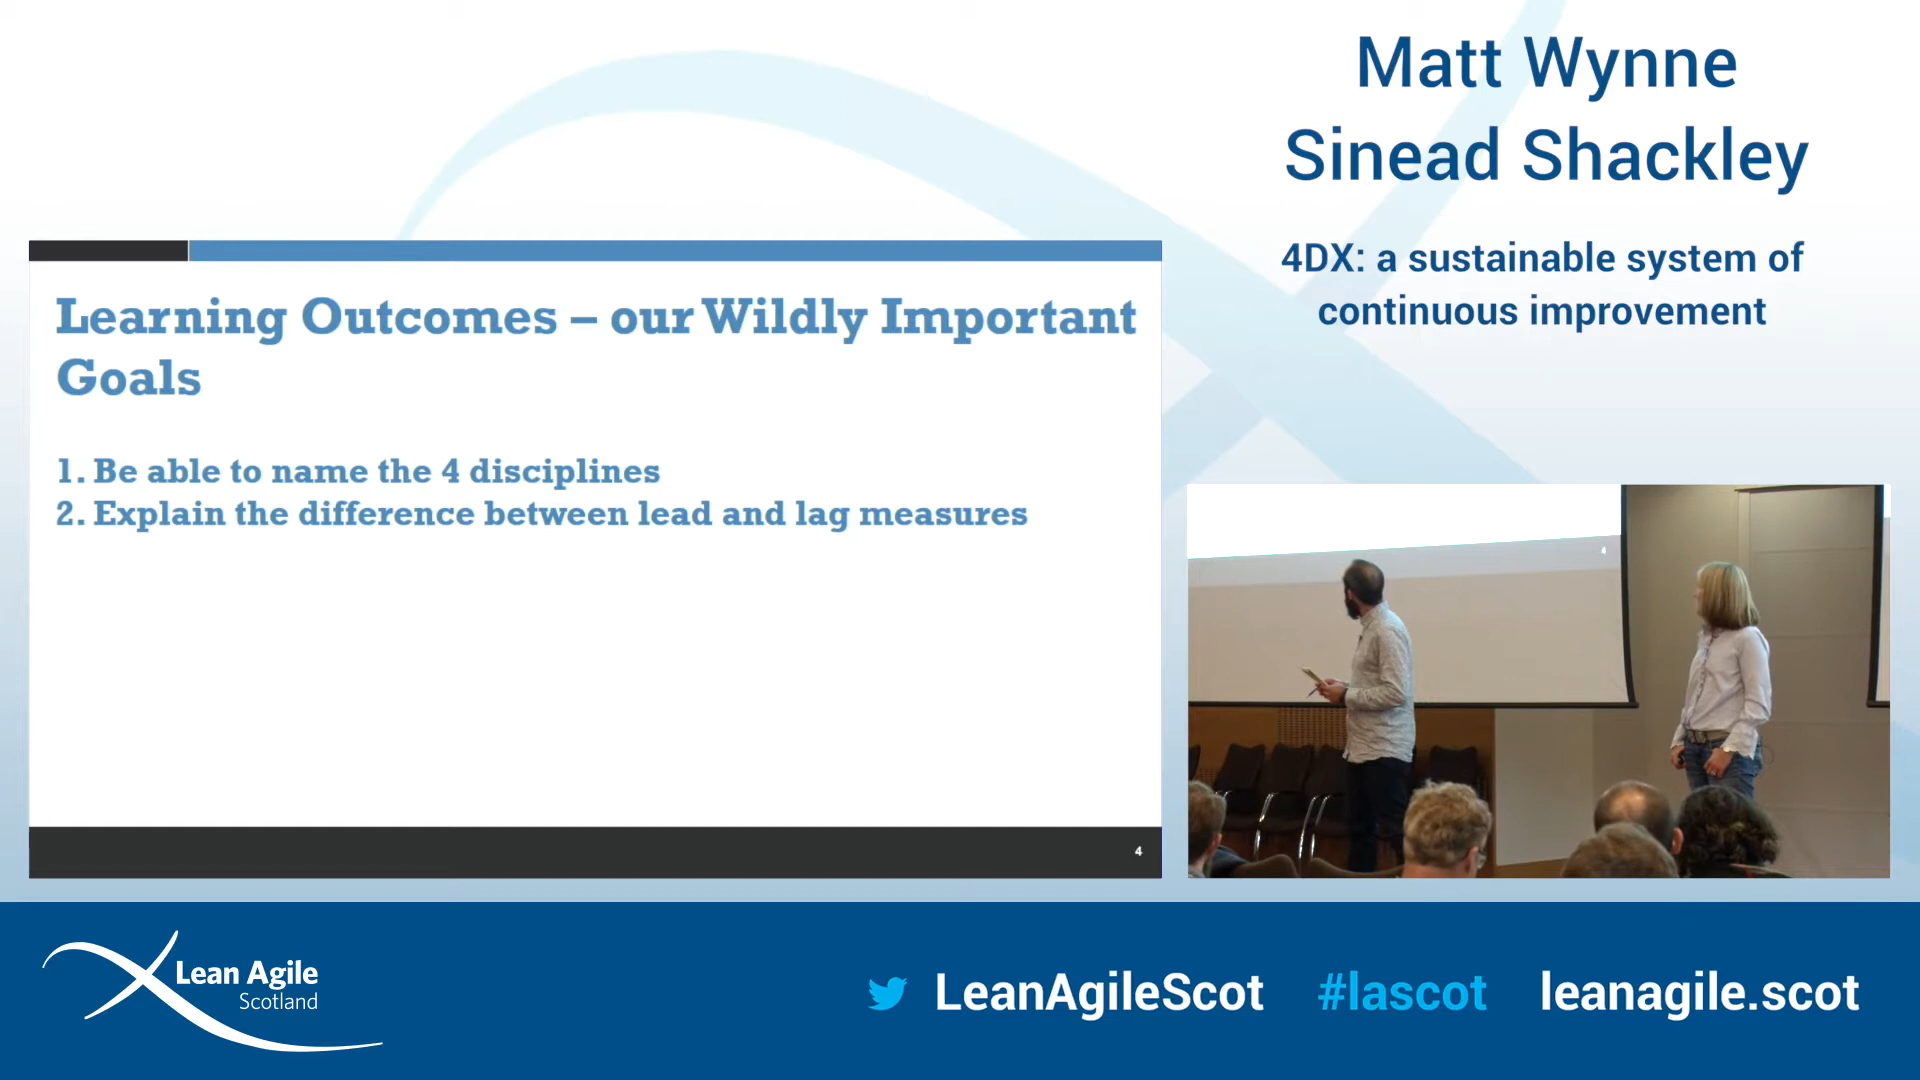 Matt Wynne
Sinead Shackley
4DX: a sustainable system of
continuous improvement
Learning Outcomes – our Wildly Important
Goals
1. Be able to name the 4 disciplines
2. Explain the difference between lead and lag measures
4
4
Lean Agile
Scotland
LeanAgileScot #lascot leanagile.scot